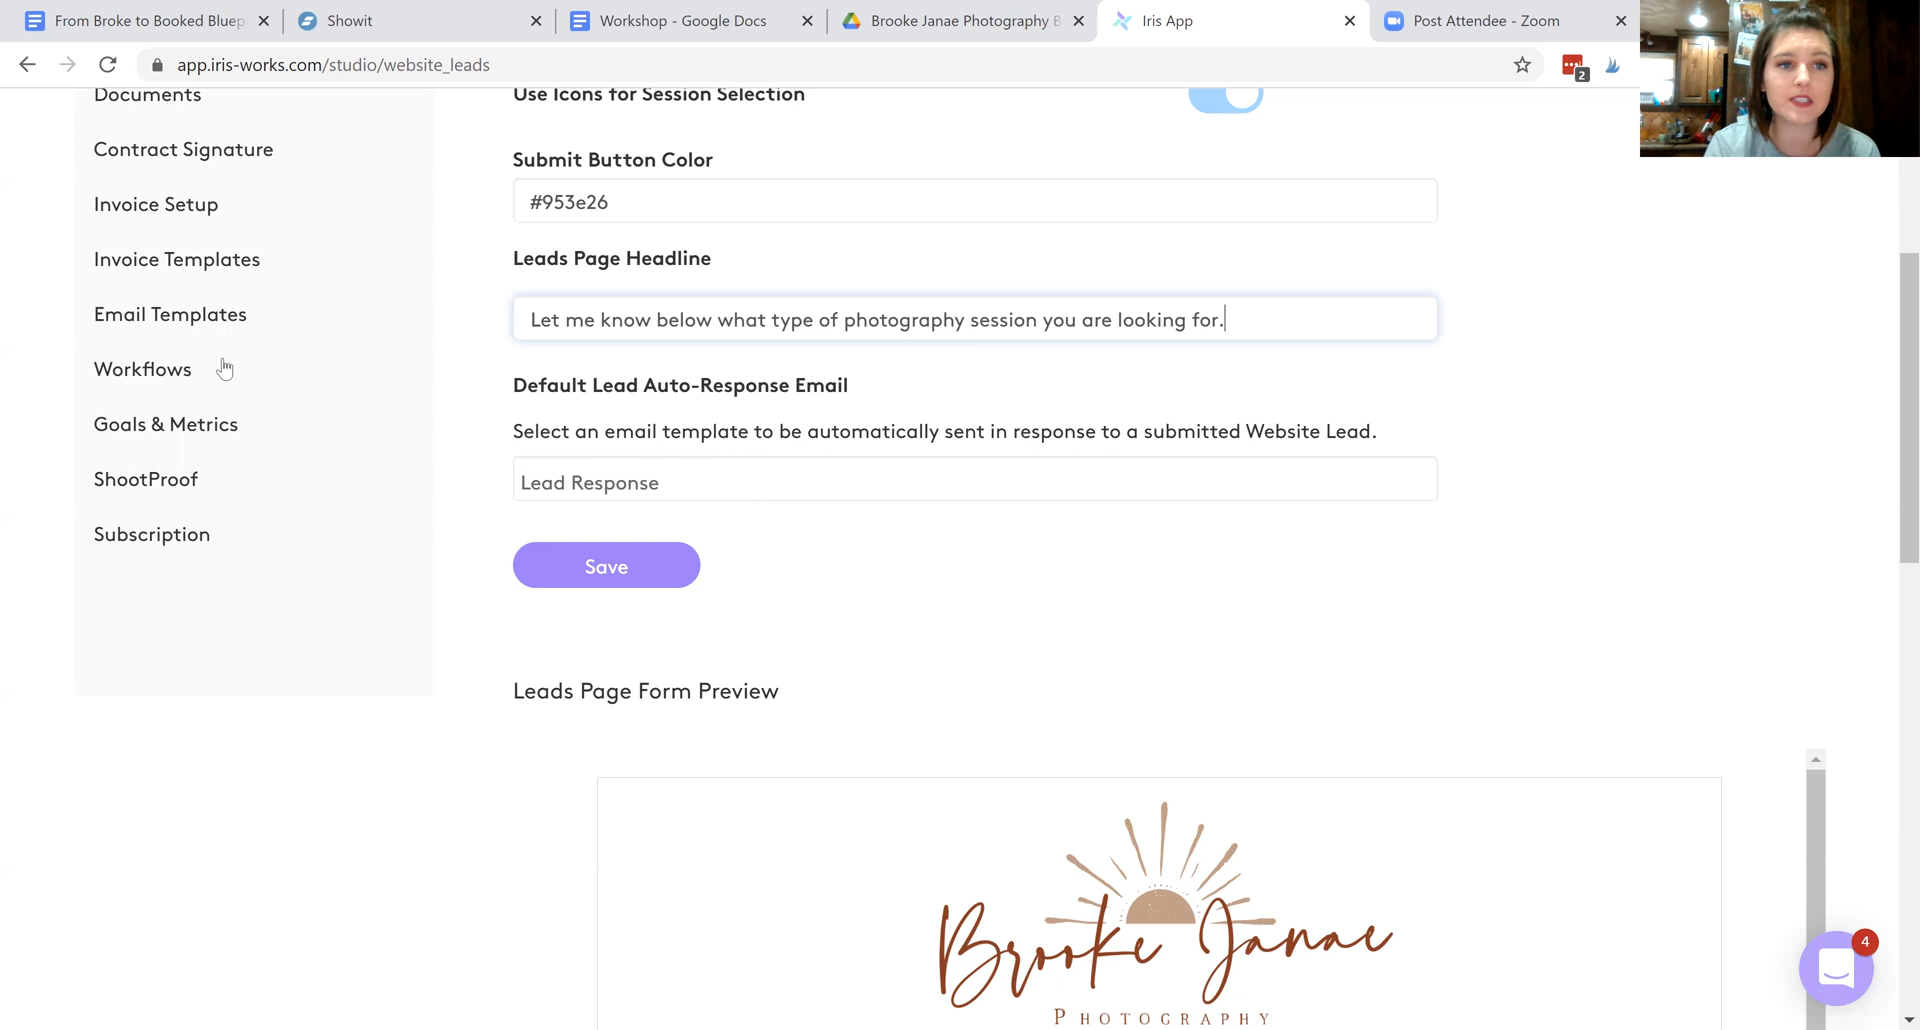 From Broke to Booked Bluep
Showit
Workshop - Google Docs
Brooke Janae Photography B
Iris App
Post Attendee - Zoom
app.iris-works.com/studio/website_leads
2
Documents
Contract Signature
Invoice Setup
Invoice Templates
Email Templates
Workflows
Goals & Metrics
ShootProof
Subscription
Use Icons for Session Selection
Submit Button Color
#953e26
Leads Page Headline
Let me know below what type of photography session you are looking for.
Default Lead Auto-Response Email
Select an email template to be automatically sent in response to a submitted Website Lead.
Lead Response
Save
Leads Page Form Preview
Brooke Janae
PHOTOGRAPHY
4